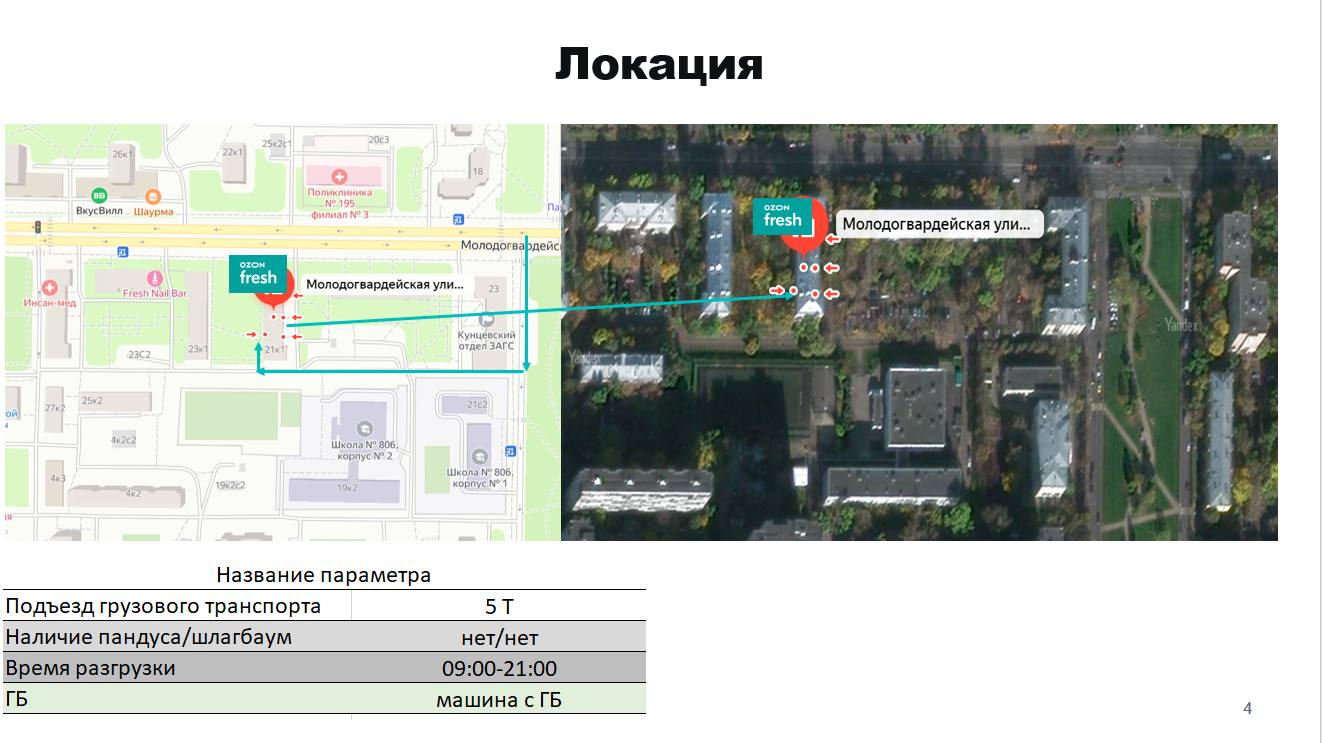 Локация
26к1
22к1
25к2с1
20с3
18
Поликлиника
№ 195
филиал № 3
ВВ
ВкусВилл
Шаурма
Молодогвардейс
OZON
fresh
Молодогвардейская ули...
Инсан-мед
Fresh Nail Bar
23
Кунцевский
отдел ЗАГС
23С2
23к1
21к1
27к2
25к2
21с2
4к2с2
Школа № 806,
корпус № 2
Школа № 806,
корпус № 1
4к3
4к2
19к2с2
19к2
OZON
fresh
Молодогвардейская ули...
Yandex
Yandex
Название параметра
Подъезд грузового транспорта 5 Т
Наличие пандуса/шлагбаум нет/нет
Время разгрузки 09:00-21:00
ГБ машина с ГБ
4